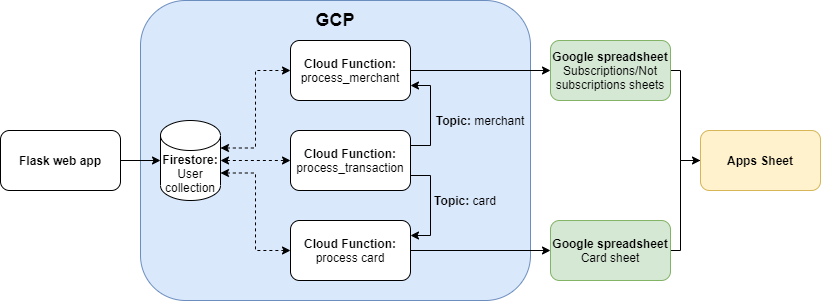 GCP
Cloud Function:
process_merchant
Google spreadsheet
Subscriptions/Not
subscriptions sheets
Topic: merchant
Flask web app
Firestore:
User
collection
Cloud Function:
process_transaction
Apps Sheet
Topic: card
Cloud Function:
process card
Google spreadsheet
Card sheet